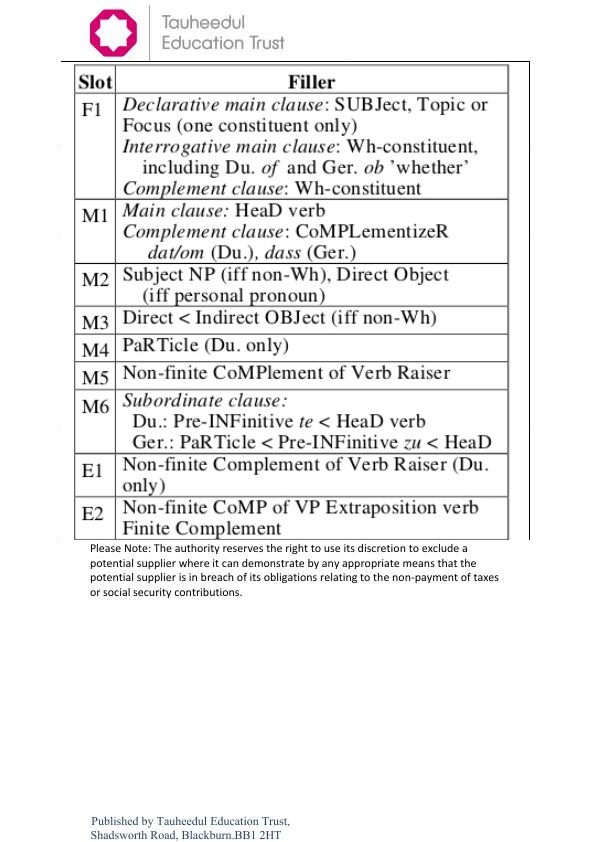 Tauheedul
Education Trust
Slot Filler
F1 Declarative main clause: SUBJect, Topic or
Focus (one constituent only)
Interrogative main clause: Wh-constituent,
including Du. of and Ger. ob 'whether'
Complement clause: Wh-constituent
M1 Main clause: HeaD verb
Complement clause: CoMPLementizeR
dat/om (Du.), dass (Ger.)
M2 Subject NP (iff non-Wh), Direct Object
(iff personal pronoun)
M3 Direct < Indirect OBJect (iff non-Wh)
M4 PaRTicle (Du. only)
M5 Non-finite CoMPlement of Verb Raiser
M6 Subordinate clause:
Du.: Pre-INFinitive te < HeaD verb
Ger.: PaRTicle < Pre-INFinitive zu < HeaD
E1 Non-finite Complement of Verb Raiser (Du.
only)
E2 Non-finite CoMP of VP Extraposition verb
Finite Complement
Please Note: The authority reserves the right to use its discretion to exclude a
potential supplier where it can demonstrate by any appropriate means that the
potential supplier is in breach of its obligations relating to the non-payment of taxes
or social security contributions.
Published by Tauheedul Education Trust,
Shadsworth Road, Blackburn.BB1 2HT